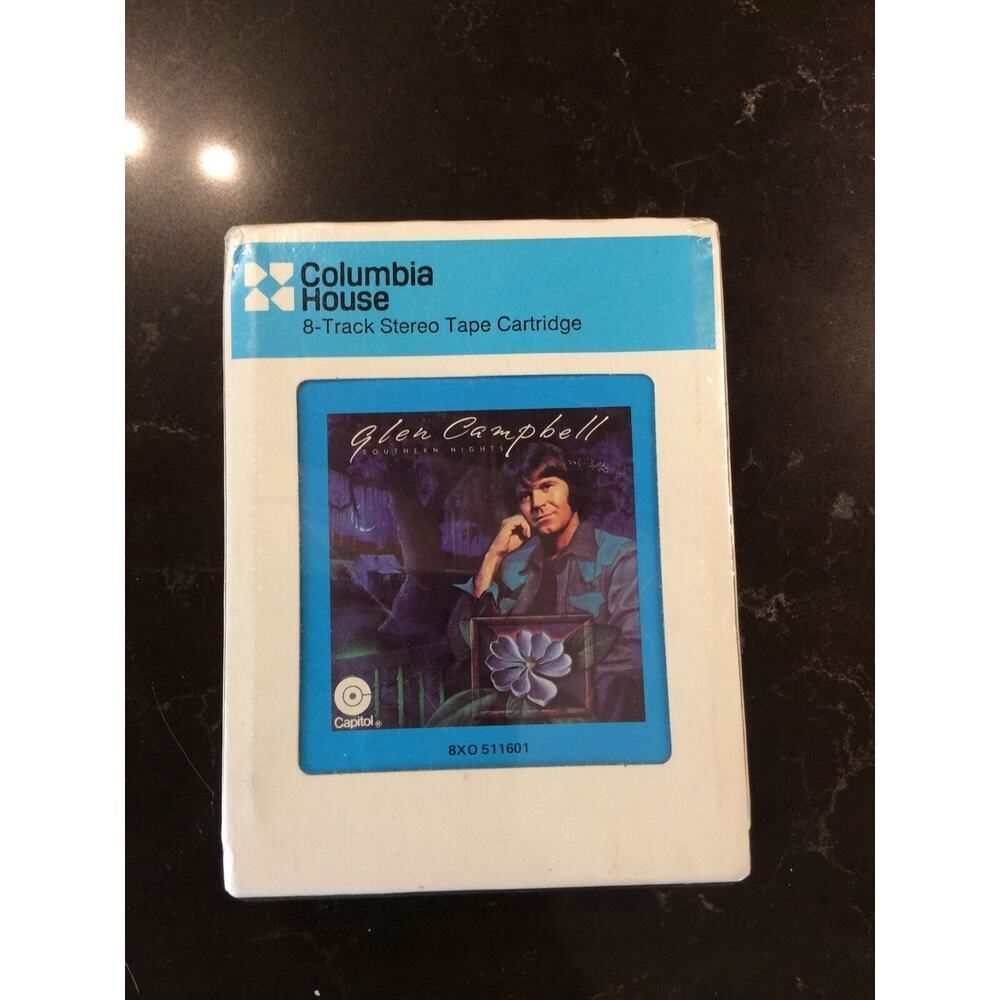 Columbia
House
8-Track Stereo Tape Cartridge
Glen Campbell
SOUTHERN NIGHTS
Capitol®
8XO 511601